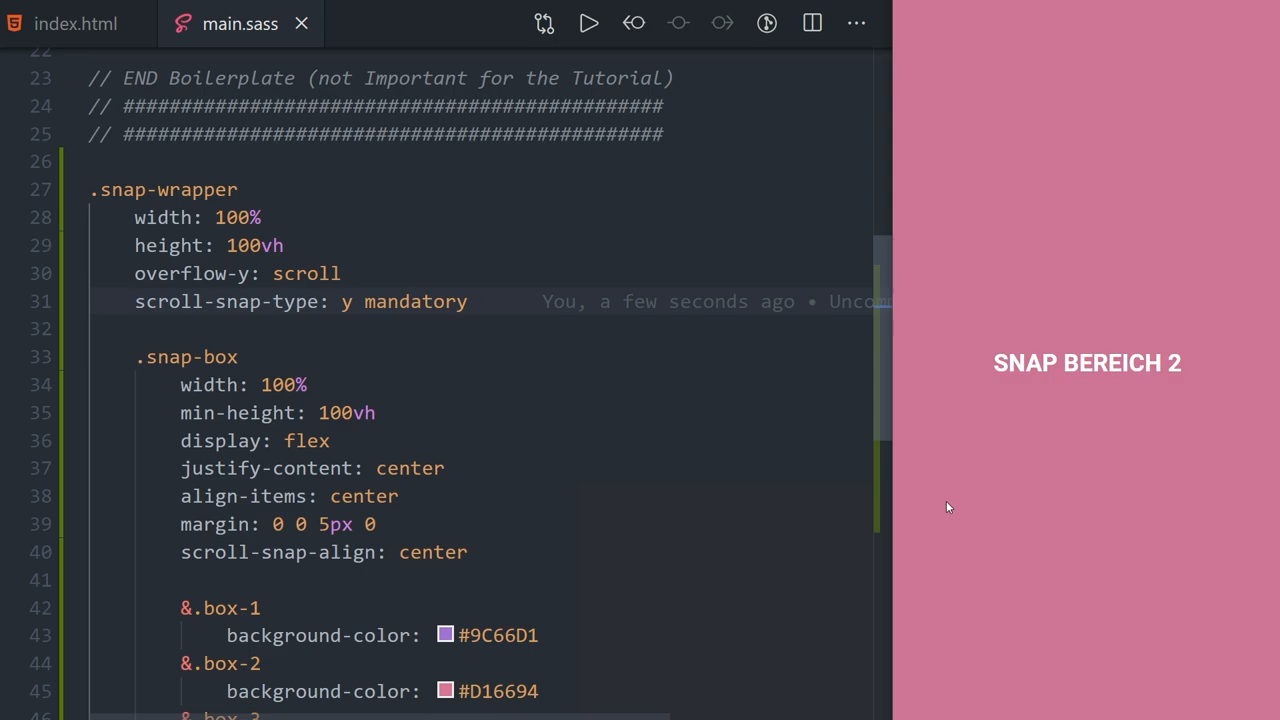 index.html
main.sass
22
23 // END Boilerplate (not Important for the Tutorial)
24 // ###############################################
25 // ###############################################
26
27 .snap-wrapper
28 width: 100%
29 height: 100vh
30 overflow-y: scroll
31 scroll-snap-type: y mandatory You, a few seconds ago • Uncom
32
33 .snap-box
34 width: 100%
35 min-height: 100vh
36 display: flex
37 justify-content: center
38 align-items: center
39 margin: 0 0 5px 0
40 scroll-snap-align: center
41
42 &.box-1
43 background-color: #9C66D1
44 &.box-2
45 background-color: #D16694
46 &.box-3
SNAP BEREICH 2